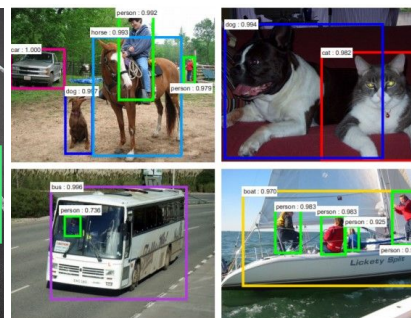 person : 0.992
horse : 0.993
car : 1.000
person : 0.979
dog : 0.997
dog : 0.994
cat : 0.982
bus : 0.996
person : 0.736
boat : 0.970
person : 0.983
person : 0.983
person : 0.925
Lickety Split